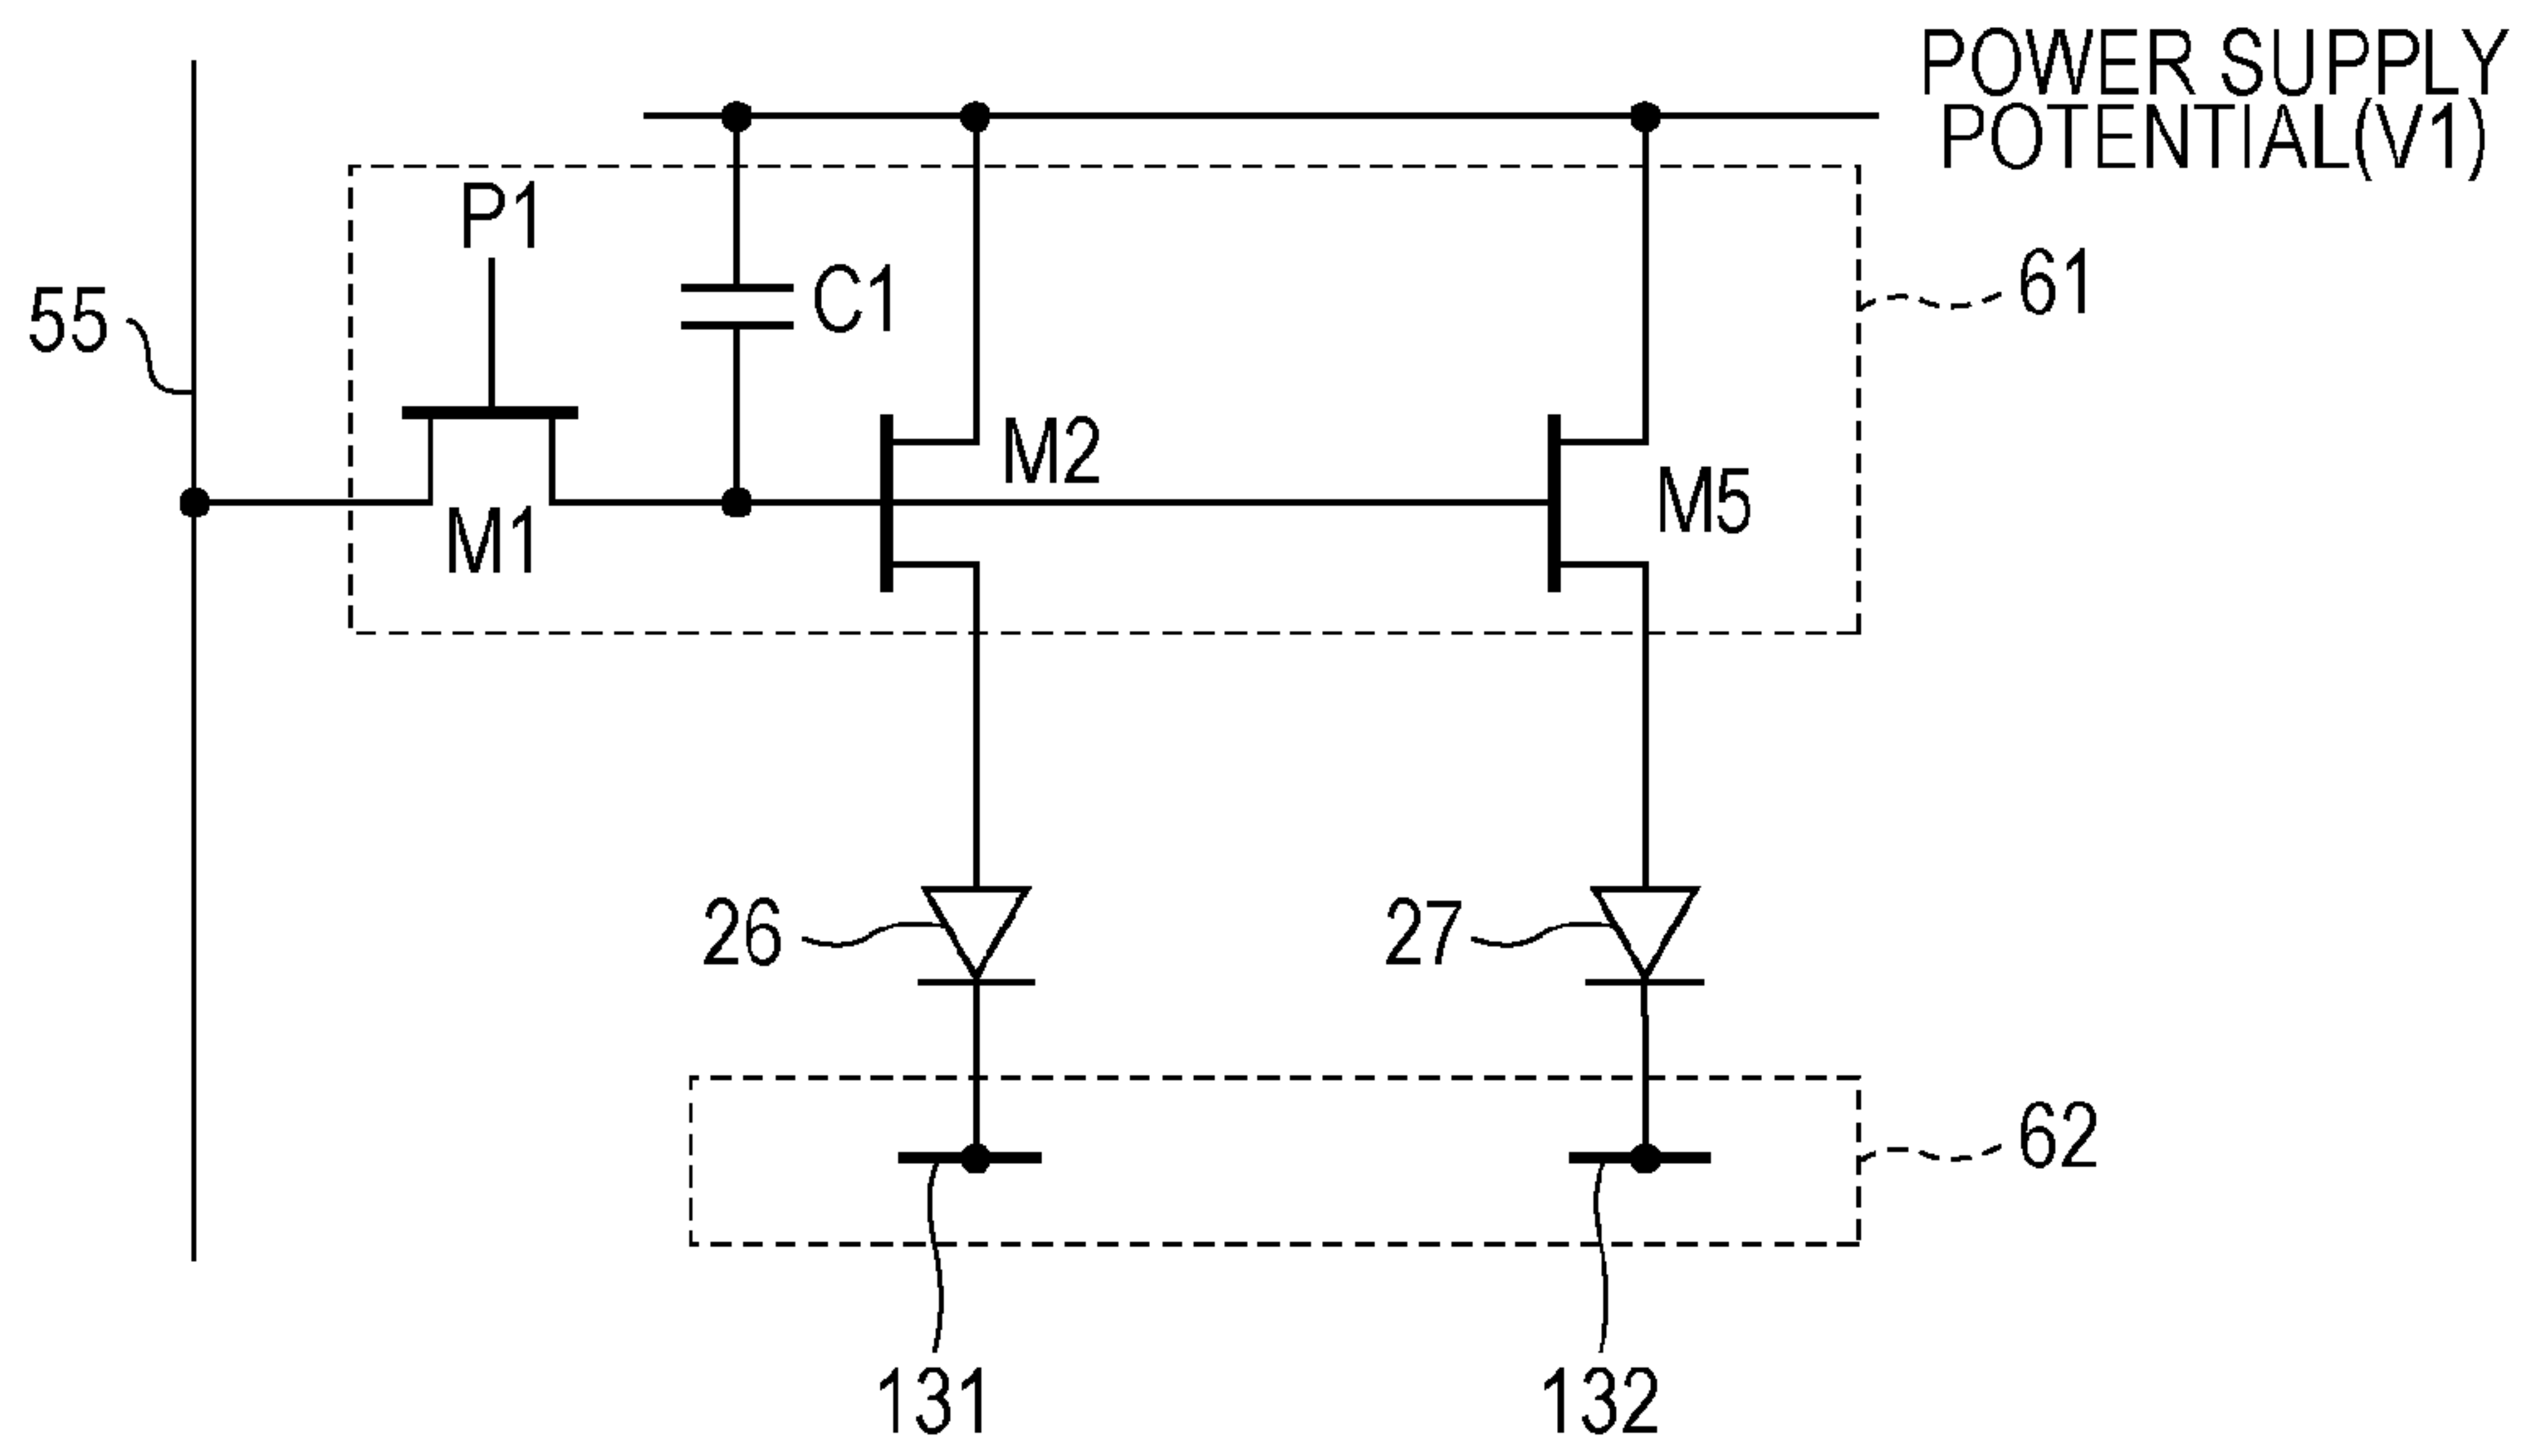 POWER SUPPLY
POTENTIAL(V1)
P1
61
C1
55
M2
M5
M1
26
27
62
131
132